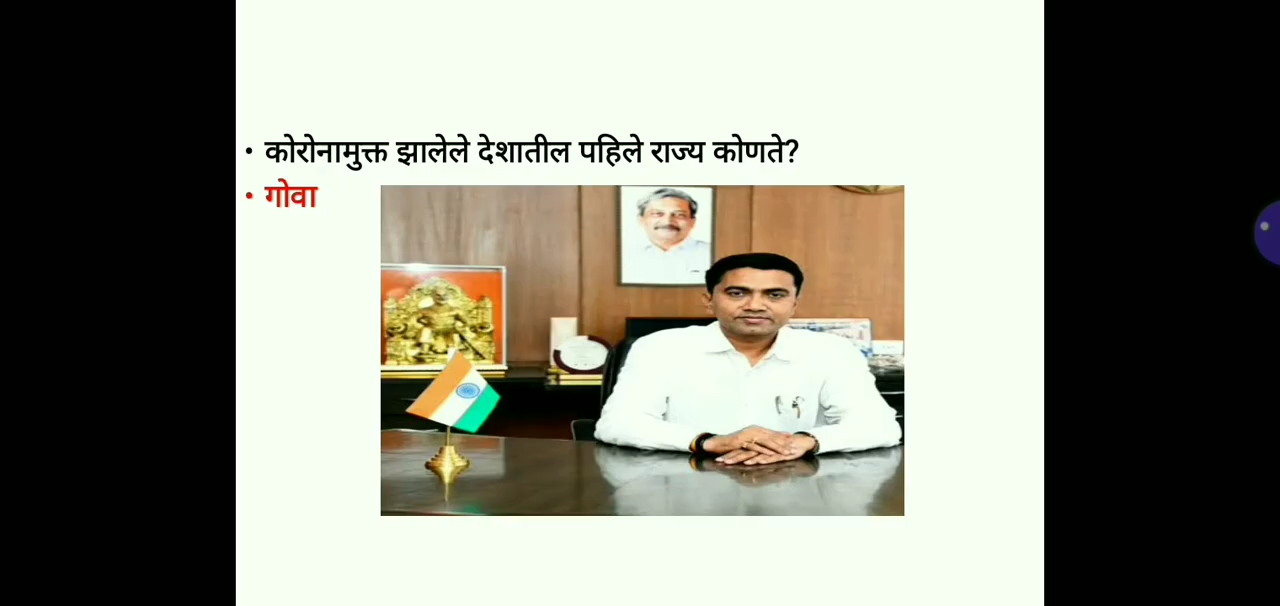 • कोरोनामुक्त झालेले देशातील पहिले राज्य कोणते?
• गोवा